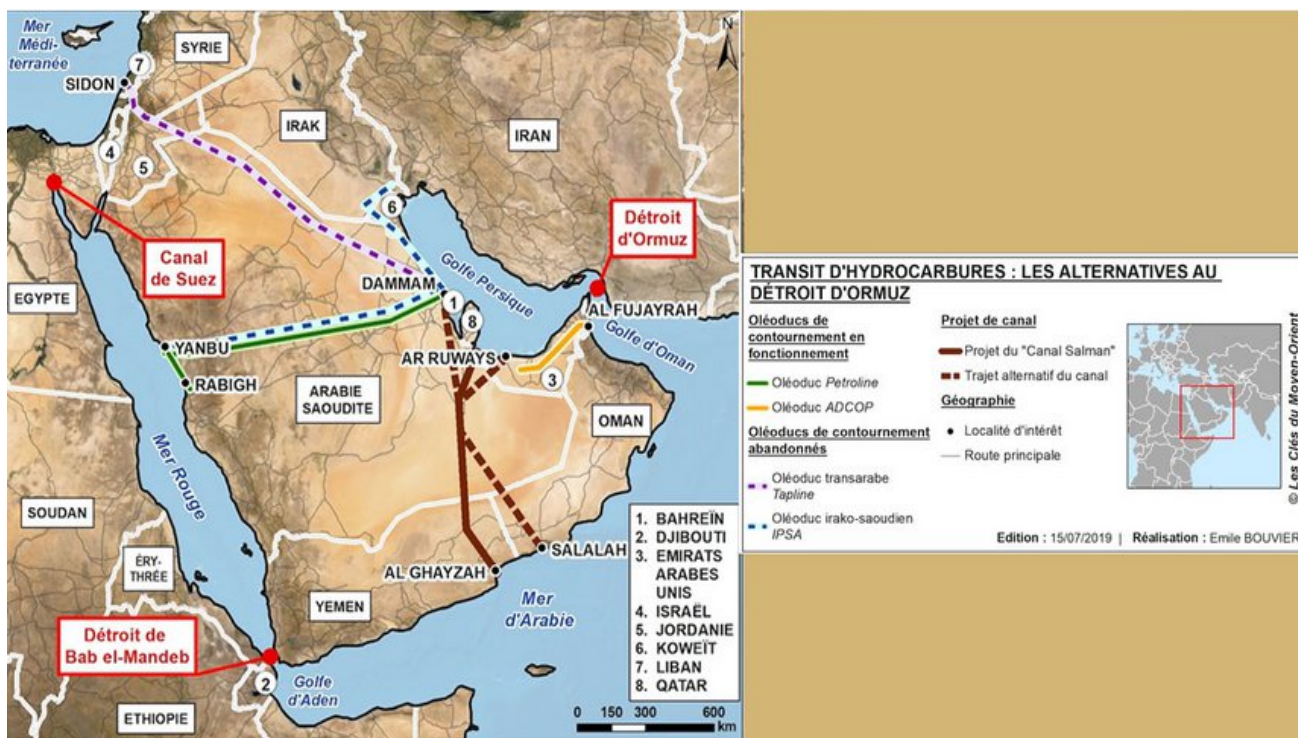 Mer
Médi-
terranée
SYRIE
N
7
SIDON
IRAK
IRAN
4
5
6
Canal
de Suez
Détroit
d'Ormuz
EGYPTE
DAMMAM
Golfe Persique
1
8
AL FUJAYRAH
Golfe d'Oman
YANBU
AR RUWAYS
3
RABIGH
ARABIE
SAOUDITE
OMAN
Mer Rouge
SOUDAN
SALALAH
ÉRY-
THRÉE
AL GHAYZAH
YEMEN
Mer
d'Arabie
Détroit de
Bab el-Mandeb
2
Golfe
d'Aden
ETHIOPIE
1. BAHREÏN
2. DJIBOUTI
3. EMIRATS
ARABES
UNIS
4. ISRAËL
5. JORDANIE
6. KOWEÏT
7. LIBAN
8. QATAR
0 150 300 600
km
TRANSIT D'HYDROCARBURES : LES ALTERNATIVES AU
DÉTROIT D'ORMUZ
Oléoducs de
contournement en
fonctionnement
Oléoduc Petroline
Oléoduc ADCOP
Oléoducs de contournement
abandonnés
Oléoduc transarabe
Tapline
Oléoduc irako-saoudien
IPSA
Projet de canal
Projet du "Canal Salman"
Trajet alternatif du canal
Géographie
Localité d'intérêt
Route principale
© Les Clés du Moyen-Orient
Edition : 15/07/2019 | Réalisation : Emile BOUVIER